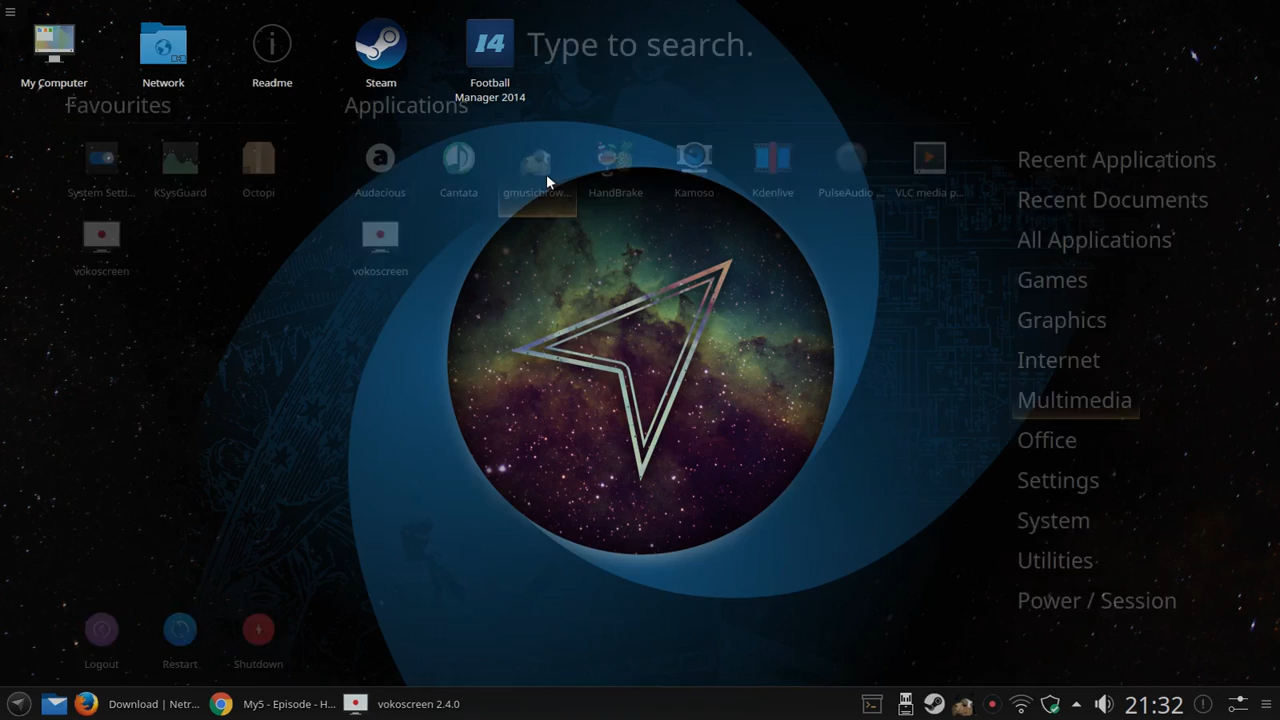 14
Type to search.
My Computer
Network
Readme
Steam
Football
Manager 2014
Favourites
Applications
System Setti...
KSysGuard
Octopi
Audacious
Cantata
gmusicbrow...
HandBrake
Kamoso
Kdenlive
PulseAudio ...
VLC media p...
vokoscreen
vokoscreen
Recent Applications
Recent Documents
All Applications
Games
Graphics
Internet
Multimedia
Office
Settings
System
Utilities
Power / Session
Logout
Restart
Shutdown
Download | Netr...
My5 - Episode - H...
vokoscreen 2.4.0
21:32